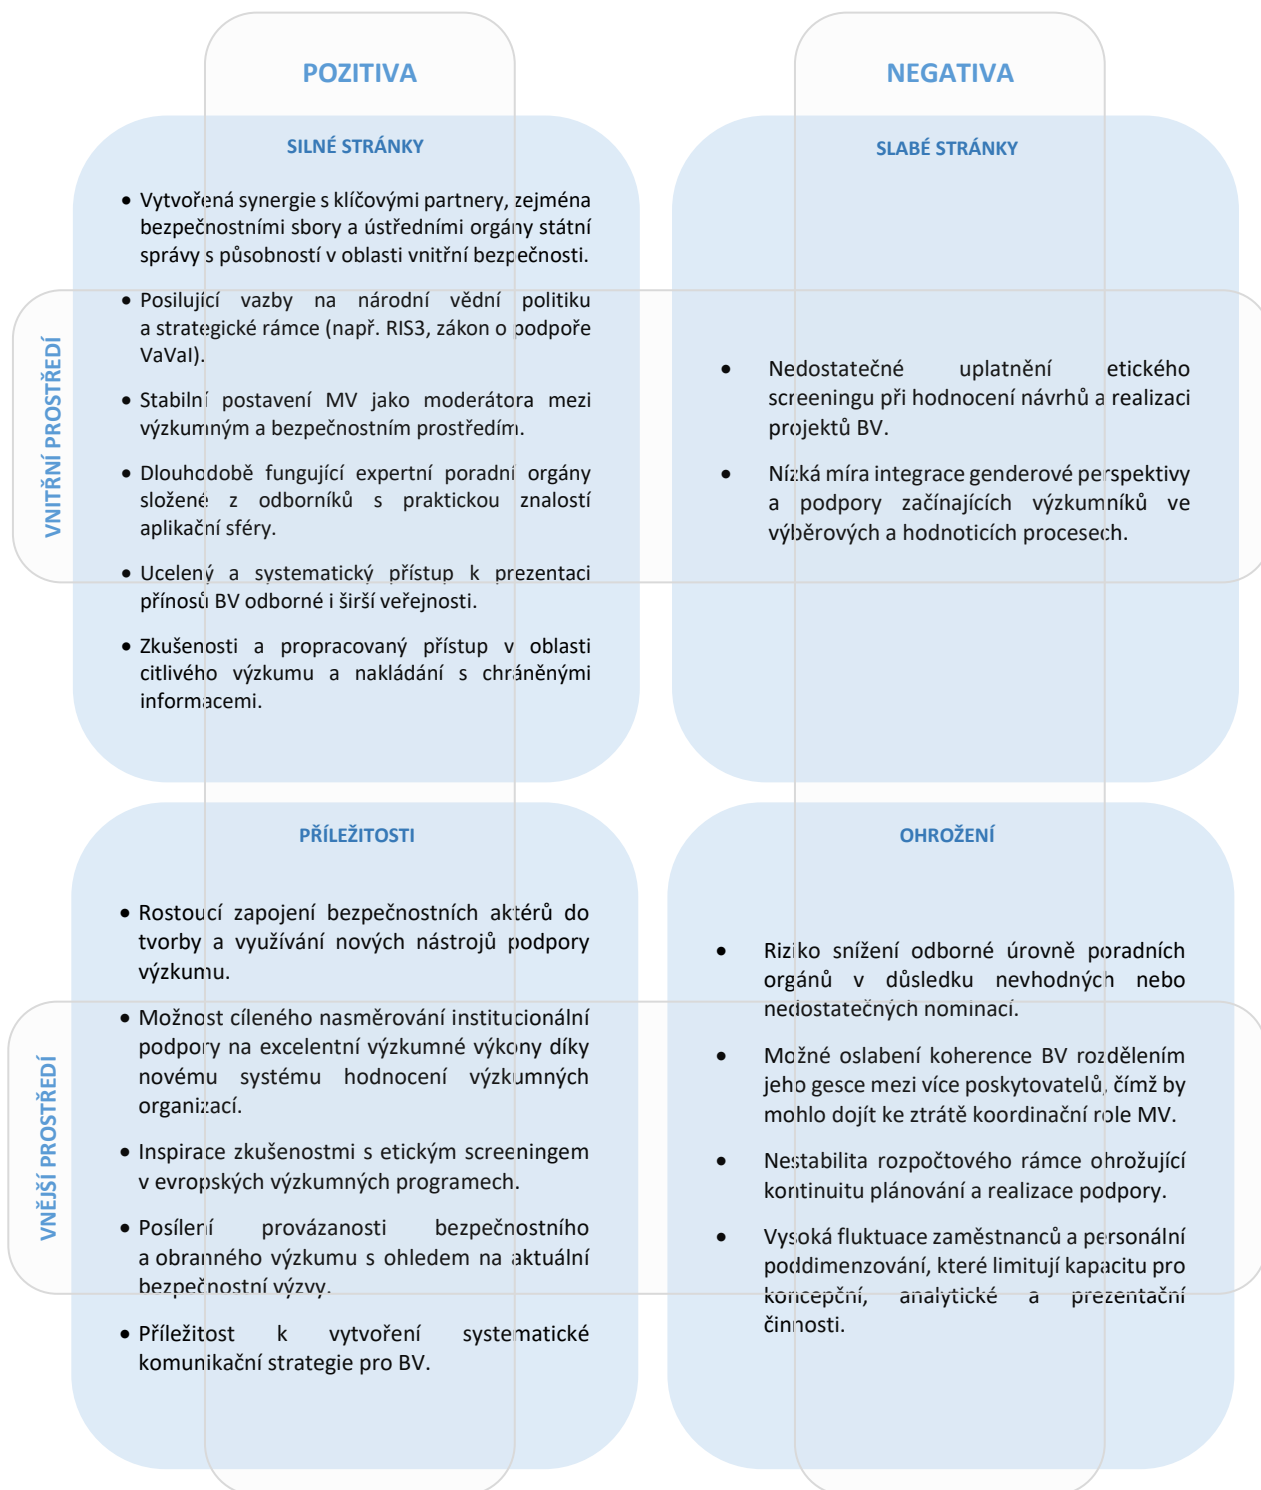 POZITIVA
NEGATIVA
VNITŘNÍ PROSTŘEDÍ
SILNÉ STRÁNKY
• Vytvořená synergie s klíčovými partnery, zejména
bezpečnostními sbory a ústředními orgány státní
správy s působností v oblasti vnitřní bezpečnosti.
• Posilující vazby na národní vědní politiku
a strategické rámce (např. RIS3, zákon o podpoře
VaVaI).
• Stabilní postavení MV jako moderátora mezi
výzkumným a bezpečnostním prostředím.
• Dlouhodobě fungující expertní poradní orgány
složené z odborníků s praktickou znalostí
aplikační sféry.
• Ucelený a systematický přístup k prezentaci
přínosů BV odborné i širší veřejnosti.
• Zkušenosti a propracovaný přístup v oblasti
citlivého výzkumu a nakládání s chráněnými
informacemi.
SLABÉ STRÁNKY
• Nedostatečné uplatnění etického
screeningu při hodnocení návrhů a realizaci
projektů BV.
• Nízká míra integrace genderové perspektivy
a podpory začínajících výzkumníků ve
výběrových a hodnoticích procesech.
VNĚJŠÍ PROSTŘEDÍ
PŘÍLEŽITOSTI
• Rostoucí zapojení bezpečnostních aktérů do
tvorby a využívání nových nástrojů podpory
výzkumu.
• Možnost cíleného nasměrování institucionální
podpory na excelentní výzkumné výkony díky
novému systému hodnocení výzkumných
organizací.
• Inspirace zkušenostmi s etickým screeningem
v evropských výzkumných programech.
• Posílení provázanosti bezpečnostního
a obranného výzkumu s ohledem na aktuální
bezpečnostní výzvy.
• Příležitost k vytvoření systematické
komunikační strategie pro BV.
OHROŽENÍ
• Riziko snížení odborné úrovně poradních
orgánů v důsledku nevhodných nebo
nedostatečných nominací.
• Možné oslabení koherence BV rozdělením
jeho gesce mezi více poskytovatelů, čímž by
mohlo dojít ke ztrátě koordinační role MV.
• Nestabilita rozpočtového rámce ohrožující
kontinuitu plánování a realizace podpory.
• Vysoká fluktuace zaměstnanců a personální
poddimenzování, které limitují kapacitu pro
koncepční, analytické a prezentační
činnosti.